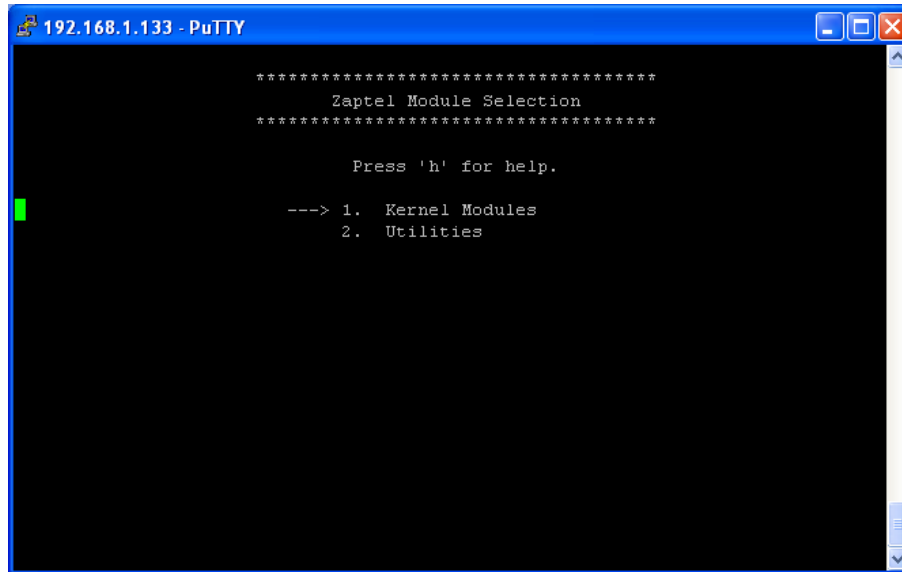 192.168.1.133 - PuTTY
*************************************
Zaptel Module Selection
*************************************
Press 'h' for help.
---> 1. Kernel Modules
2. Utilities